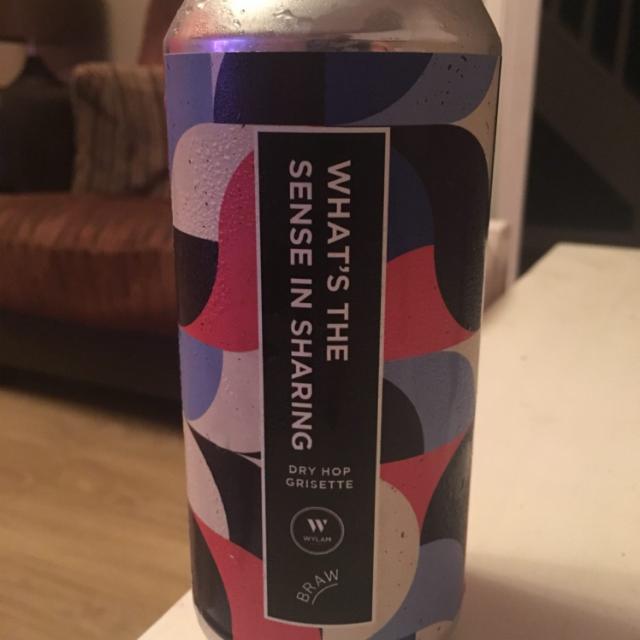 WHAT'S THE
SENSE IN SHARING
DRY HOP
GRISETTE
W
WYLAM
BRAW